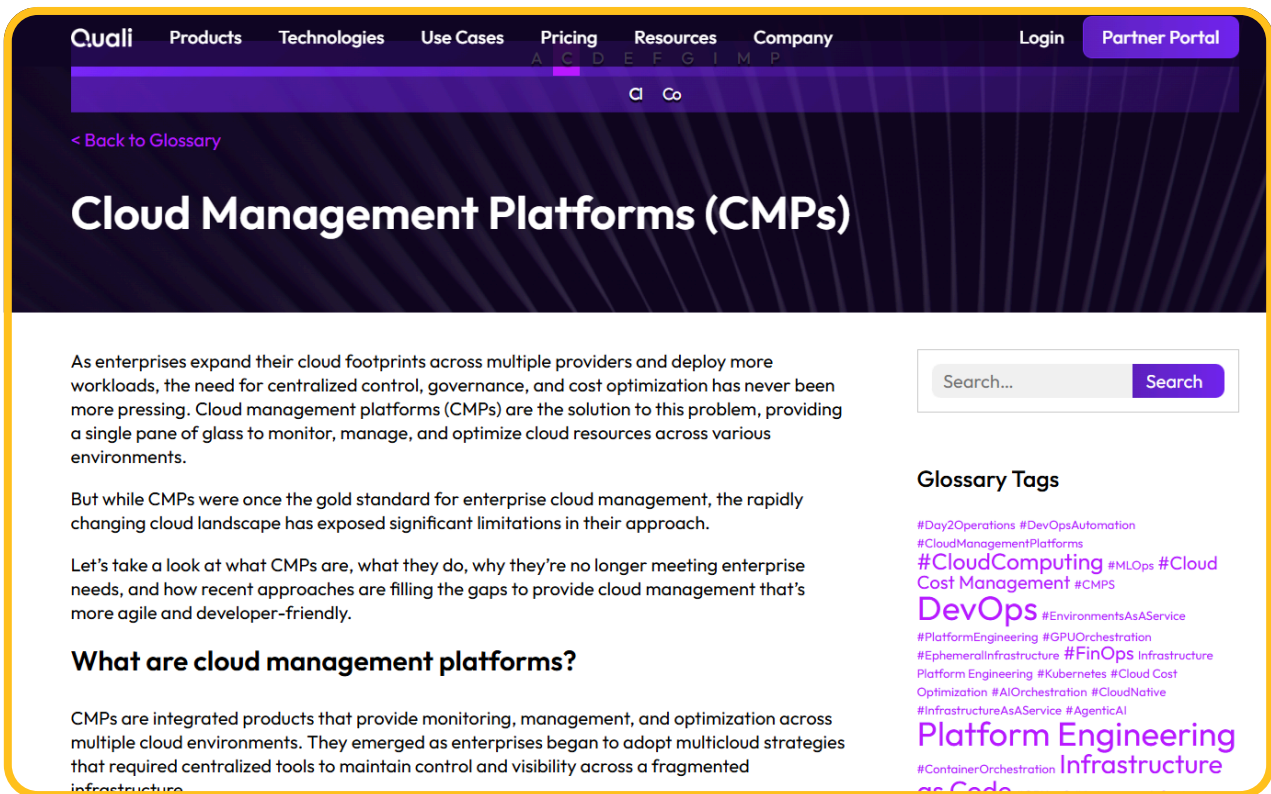 Quali Products Technologies Use Cases Pricing Resources Company Login Partner Portal
A C D E F G I M P
Cl Co
< Back to Glossary
Cloud Management Platforms (CMPs)
As enterprises expand their cloud footprints across multiple providers and deploy more
workloads, the need for centralized control, governance, and cost optimization has never been
more pressing. Cloud management platforms (CMPs) are the solution to this problem, providing
a single pane of glass to monitor, manage, and optimize cloud resources across various
environments.
But while CMPs were once the gold standard for enterprise cloud management, the rapidly
changing cloud landscape has exposed significant limitations in their approach.
Let’s take a look at what CMPs are, what they do, why they’re no longer meeting enterprise
needs, and how recent approaches are filling the gaps to provide cloud management that’s
more agile and developer-friendly.
What are cloud management platforms?
CMPs are integrated products that provide monitoring, management, and optimization across
multiple cloud environments. They emerged as enterprises began to adopt multicloud strategies
that required centralized tools to maintain control and visibility across a fragmented
infrastructure.
Search... Search
Glossary Tags
#Day2Operations #DevOpsAutomation
#CloudManagementPlatforms
#CloudComputing #MLOps #Cloud
Cost Management #CMPS
DevOps #EnvironmentsAsAService
#PlatformEngineering #GPUOrchestration
#EphemeralInfrastructure #FinOps Infrastructure
Platform Engineering #Kubernetes #Cloud Cost
Optimization #AIOrchestration #CloudNative
#InfrastructureAsAService #AgenticAI
Platform Engineering
#ContainerOrchestration Infrastructure
as Code